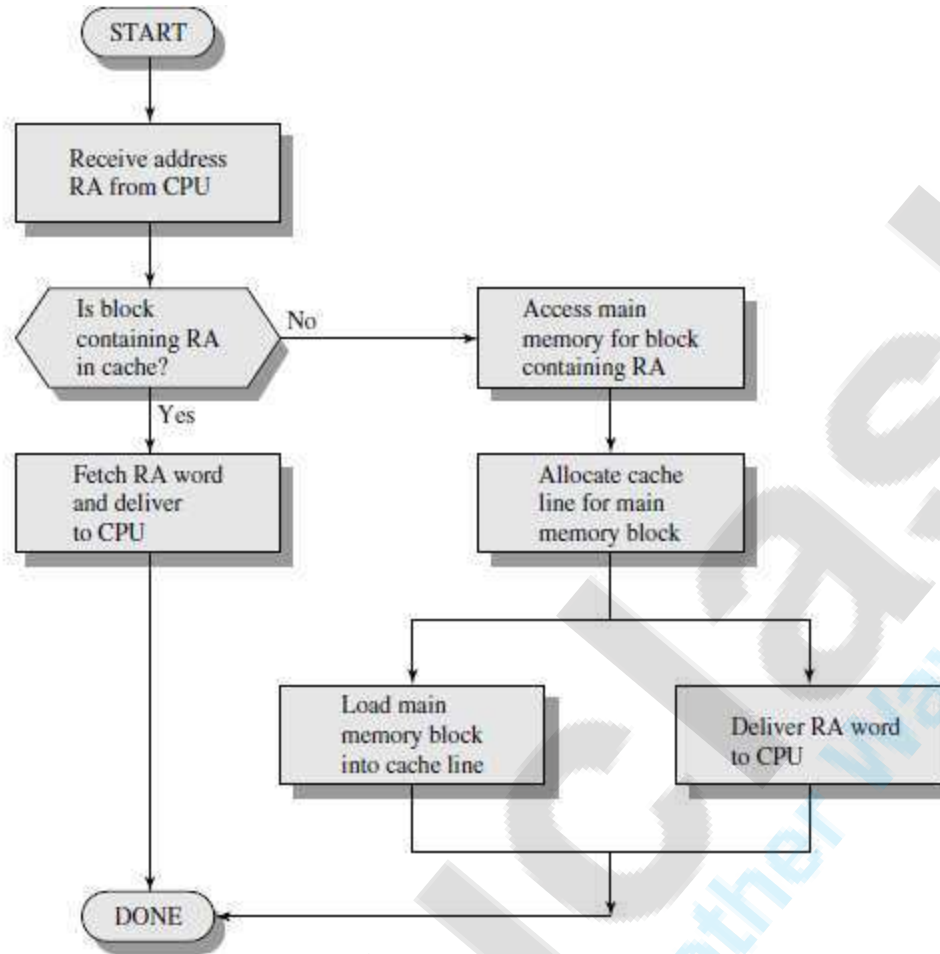 START
Receive address
RA from CPU
Is block
containing RA
in cache?
No
Access main
memory for block
containing RA
Yes
Fetch RA word
and deliver
to CPU
Allocate cache
line for main
memory block
Load main
memory block
into cache line
Deliver RA word
to CPU
DONE